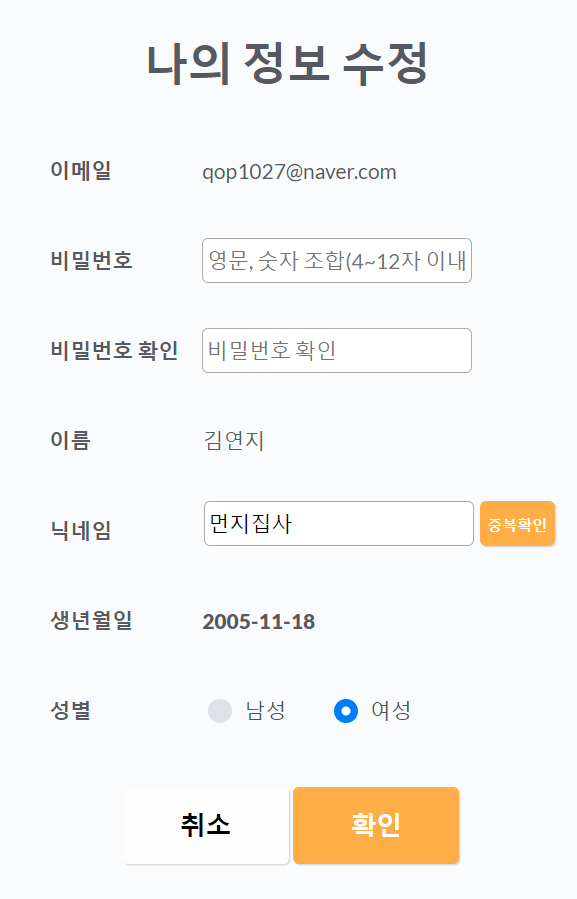 나의 정보 수정
이메일 qop1027@naver.com
비밀번호 영문, 숫자 조합(4~12자 이내
비밀번호 확인 비밀번호 확인
이름 김연지
닉네임 먼지집사 중복확인
생년월일 2005-11-18
성별 남성 여성
취소 확인